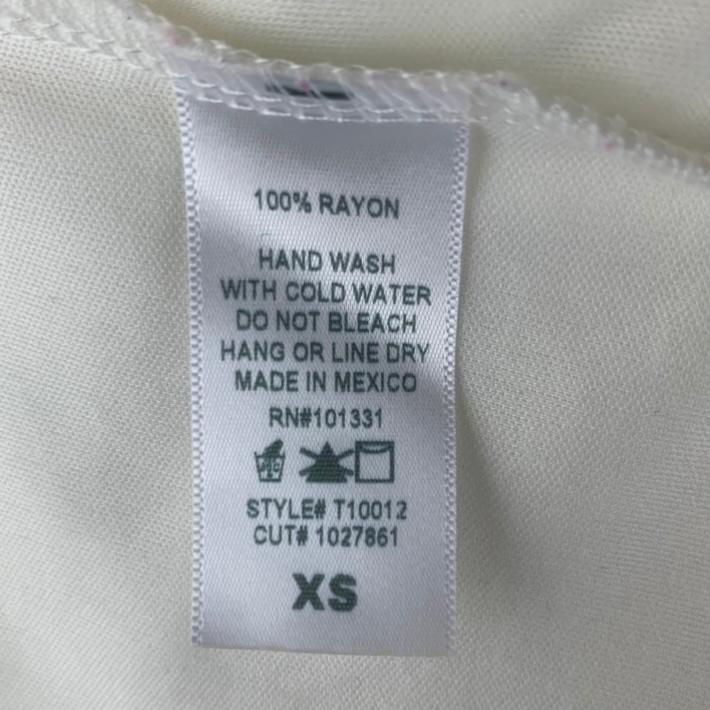 100% RAYON
HAND WASH
WITH COLD WATER
DO NOT BLEACH
HANG OR LINE DRY
MADE IN MEXICO
RN#101331
STYLE# T10012
CUT# 1027861
XS